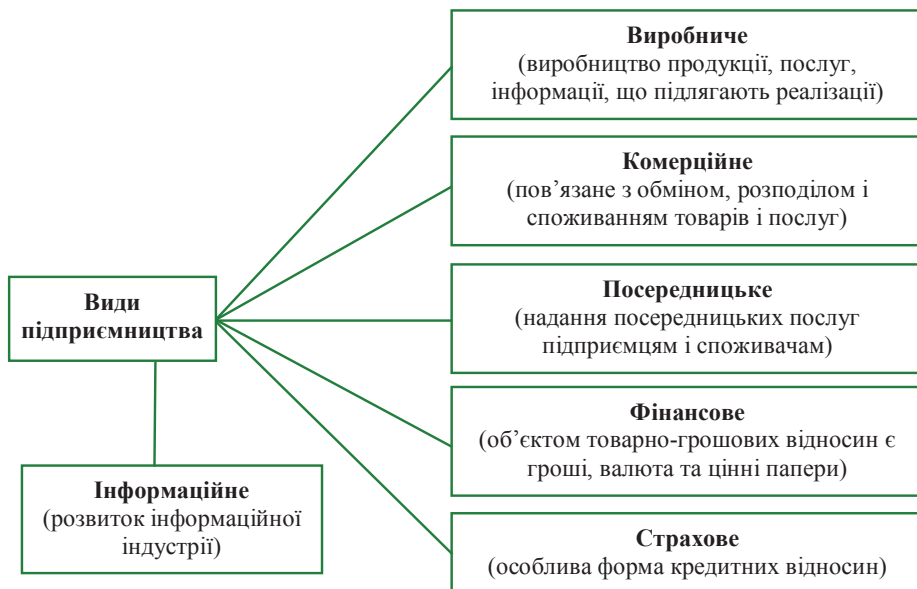 Види
підприємництва
Виробниче
(виробництво продукції, послуг,
інформації, що підлягають реалізації)
Комерційне
(пов’язане з обміном, розподілом і
споживанням товарів і послуг)
Посередницьке
(надання посередницьких послуг
підприємцям і споживачам)
Фінансове
(об’єктом товарно-грошових відносин є
гроші, валюта та цінні папери)
Страхове
(особлива форма кредитних відносин)
Інформаційне
(розвиток інформаційної
індустрії)